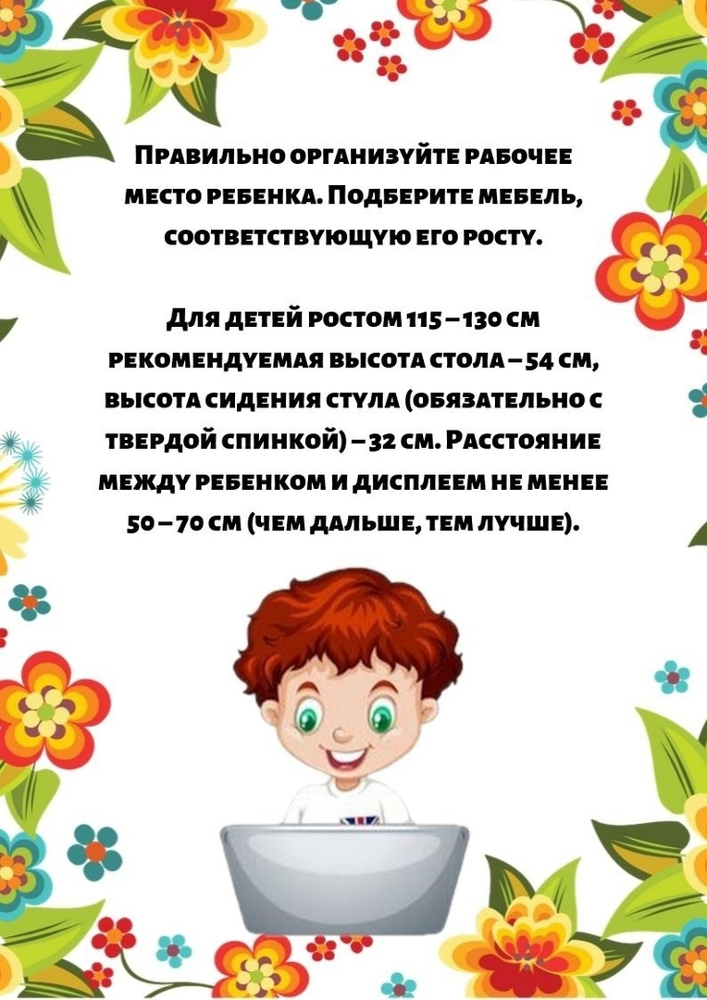 Правильно организуйте рабочее
место ребенка. Подберите мебель,
соответствующую его росту.
Для детей ростом 115 – 130 см
рекомендуемая высота стола – 54 см,
высота сидения стула (обязательно с
твердой спинкой) – 32 см. Расстояние
между ребенком и дисплеем не менее
50 – 70 см (чем дальше, тем лучше).